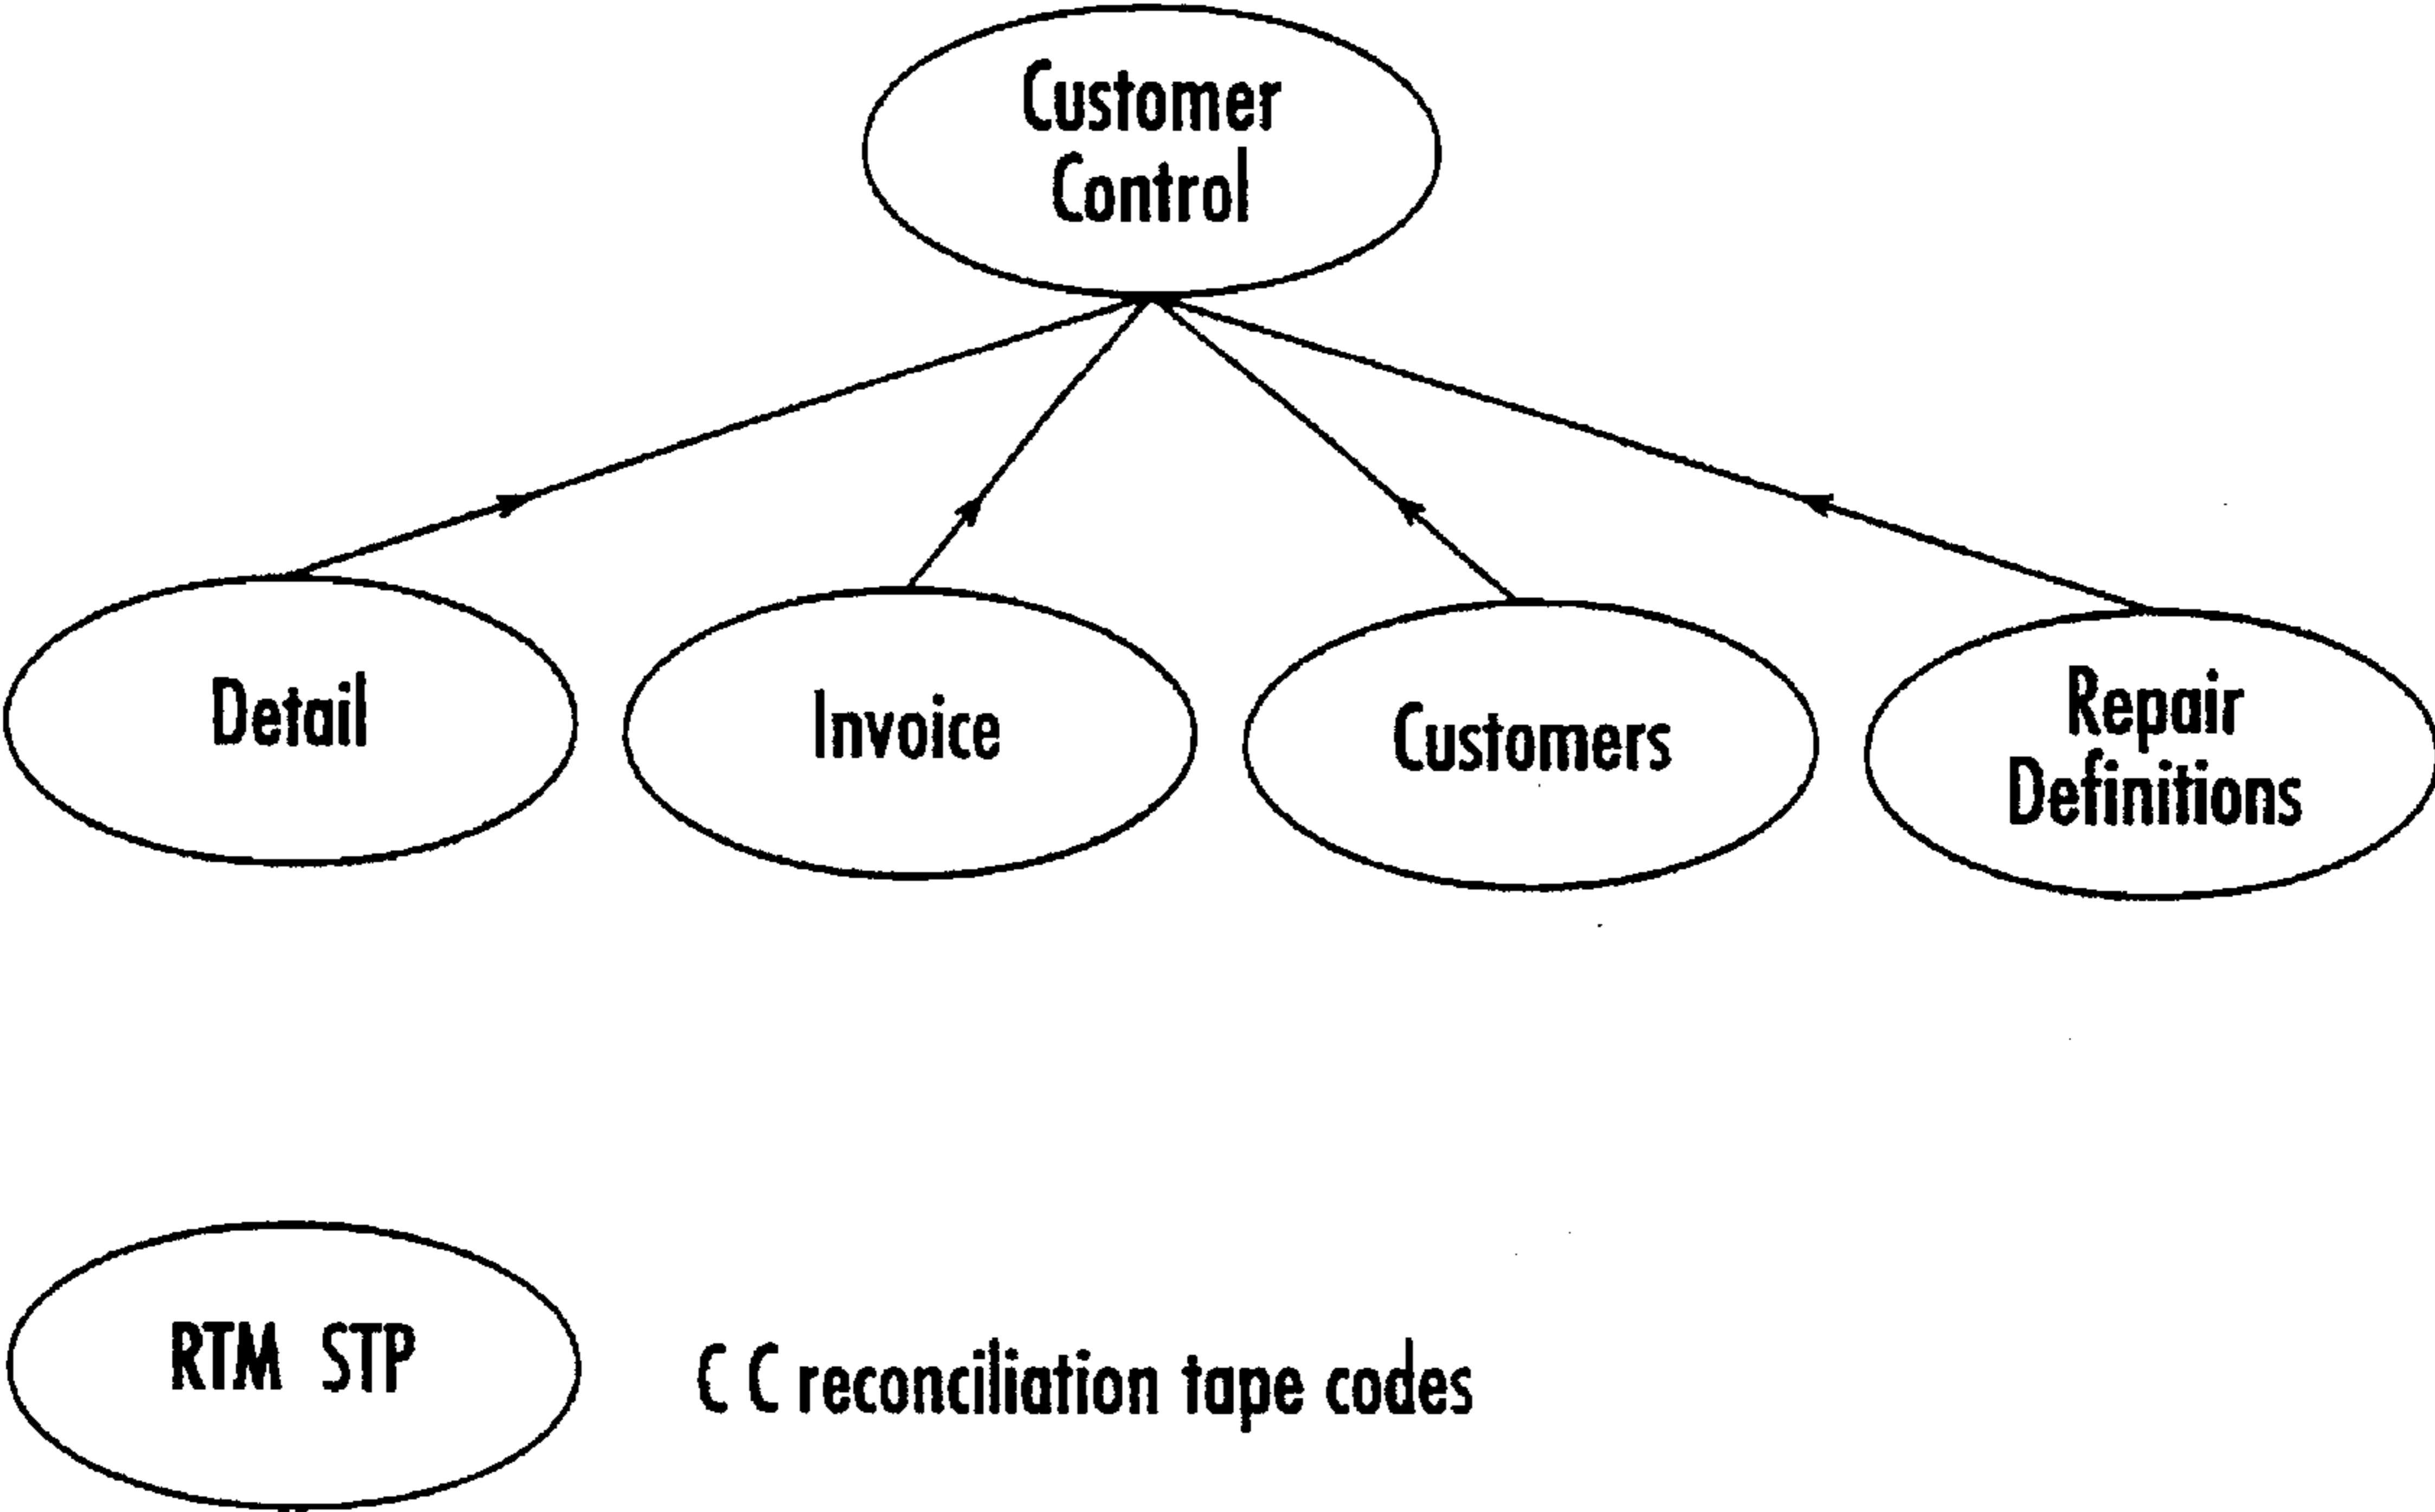 Customer
Control
Detail
Invoice
Customers
Repair
Definitions
RTM STP
C C reconciliation tape codes